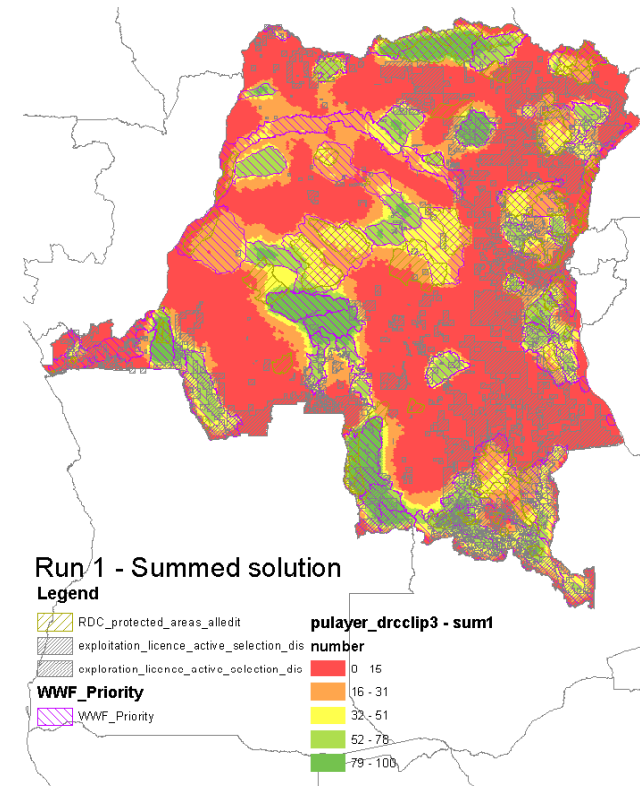 Run 1 - Summed solution
Legend
RDC_protected_areas_alledit
exploitation_licence_active_selection_dis
exploration_licence_active_selection_dis
WWF_Priority
WWF_Priority
pulayer_drcclip3 - sum1
number
0 15
16 - 31
32 - 51
52 - 78
79 - 100